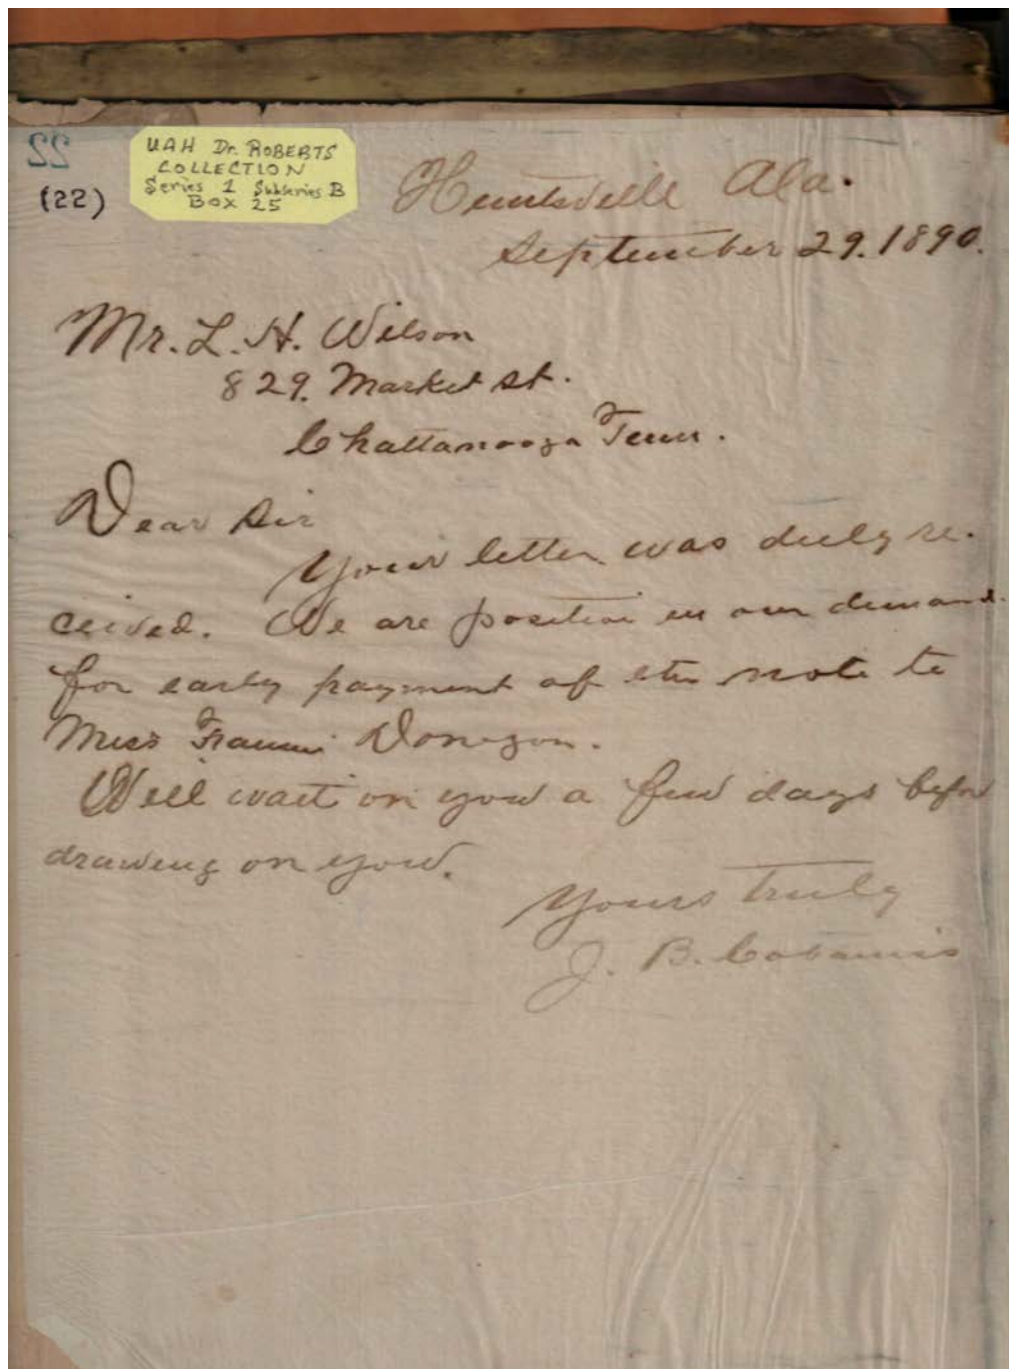 22
(22)
UAH Dr. ROBERTS
COLLECTION
Series 1 Subseries B
BOX 25
Huntsville Ala.
September 29. 1890.
Mr. L. H. Wilson
829. Market St.
Chattanooga Tenn.
Dear Sir
Your letter was duly re-
ceived. We are positive in our demand
for early payment of the note to
Miss Fannie Donegan.
Will wait on you a few days before
drawing on you.
Yours truly
J. B. Cabaniss